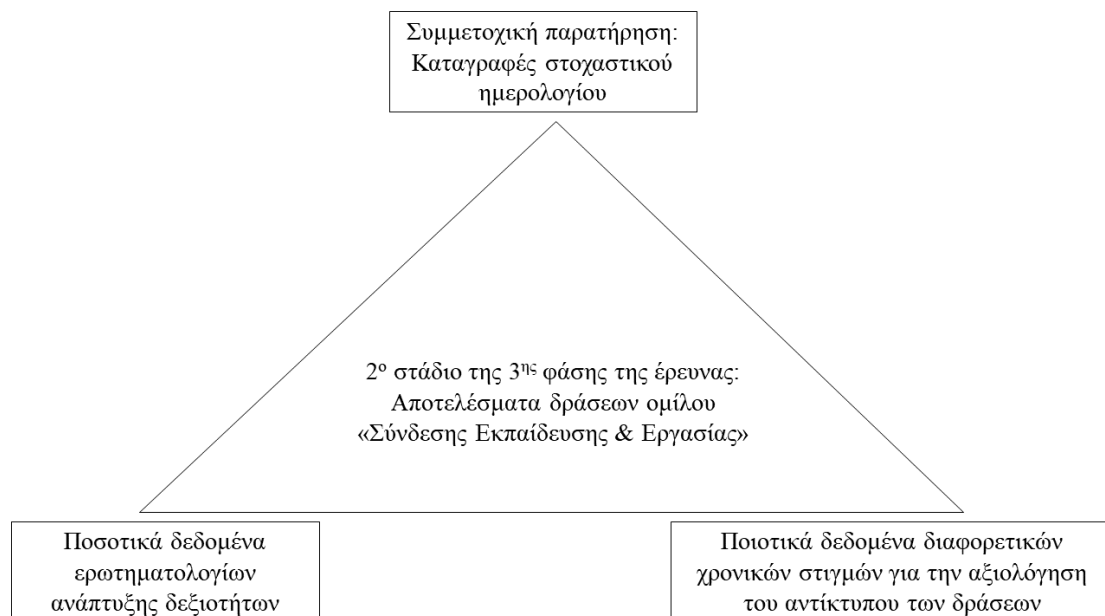 Συμμετοχική παρατήρηση:
Καταγραφές στοχαστικού
ημερολογίου
2ο στάδιο της 3ης φάσης της έρευνας:
Αποτελέσματα δράσεων ομίλου
«Σύνδεσης Εκπαίδευσης & Εργασίας»
Ποσοτικά δεδομένα
ερωτηματολογίων
ανάπτυξης δεξιοτήτων
Ποιοτικά δεδομένα διαφορετικών
χρονικών στιγμών για την αξιολόγηση
του αντίκτυπου των δράσεων